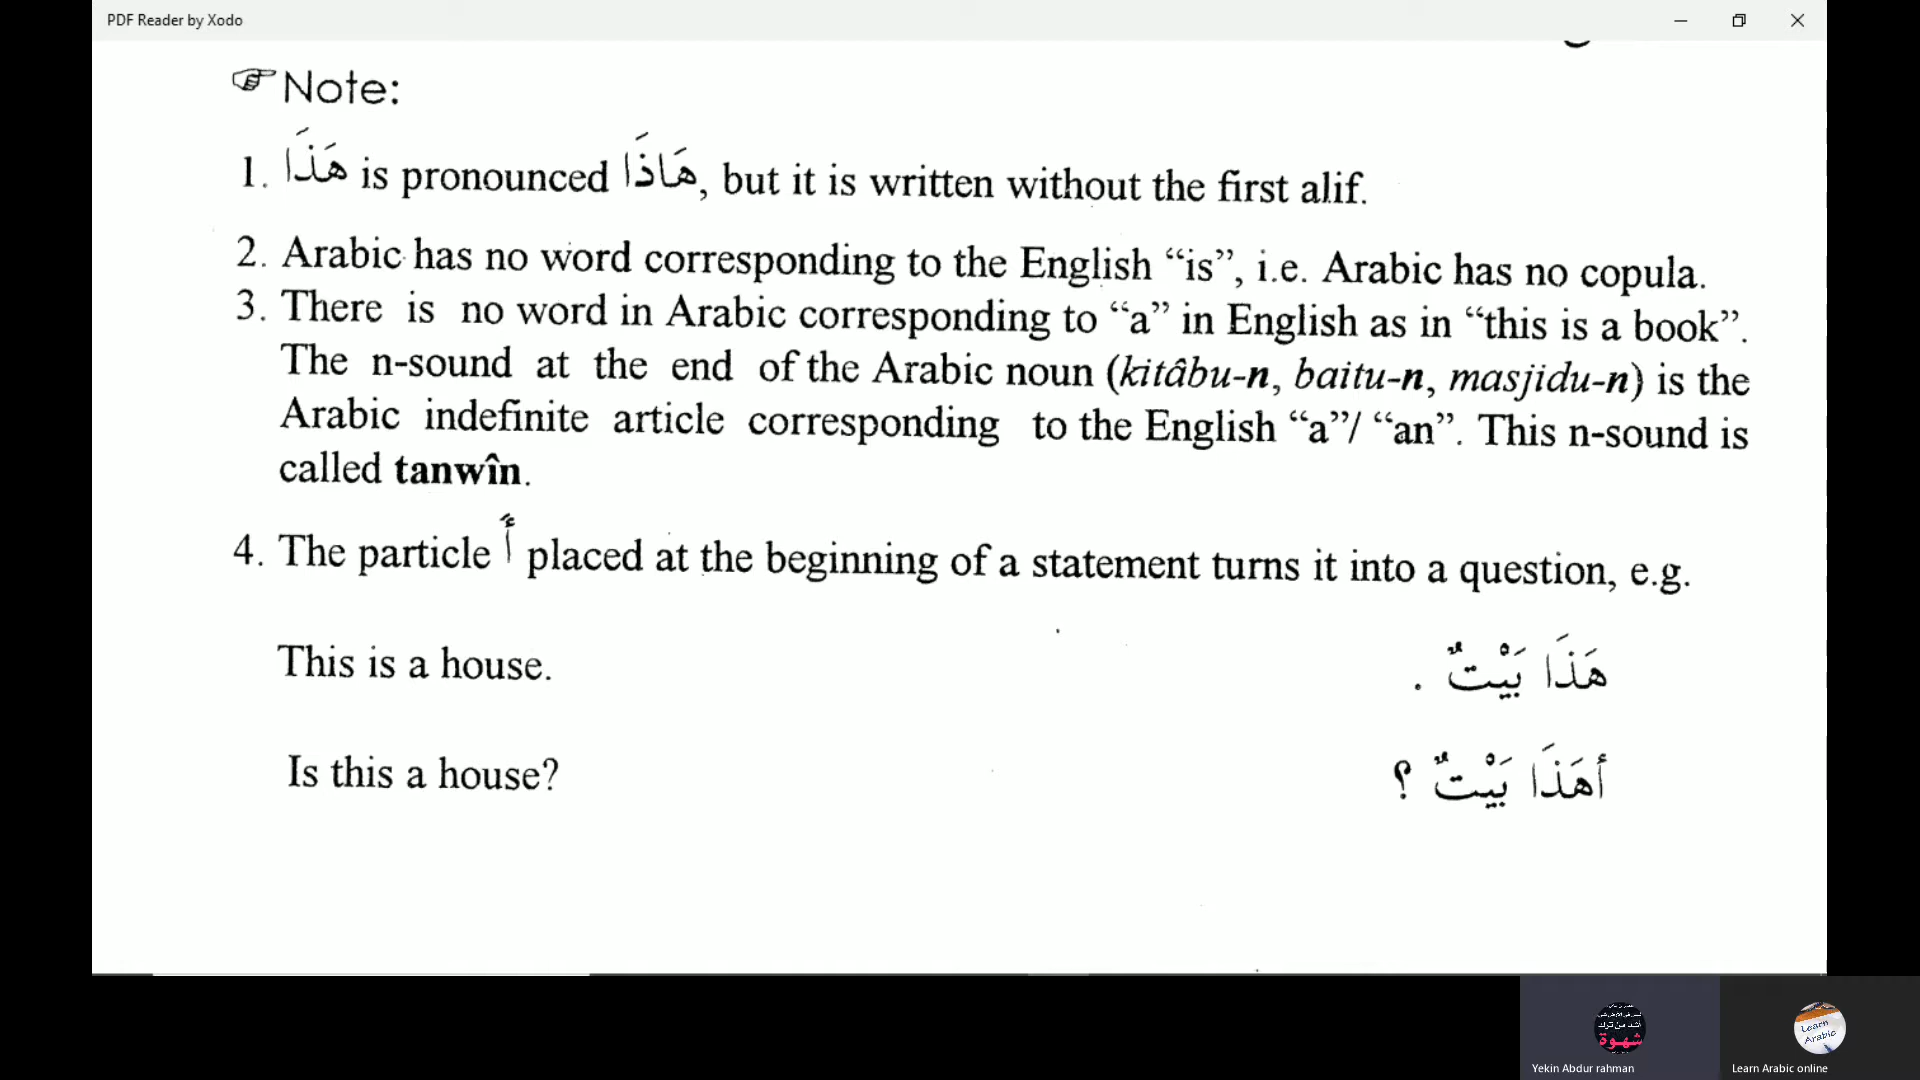 PDF Reader by Xodo
Note:
1. هَذَا is pronounced هَاذَا, but it is written without the first alif.
2. Arabic has no word corresponding to the English “is”, i.e. Arabic has no copula.
3. There is no word in Arabic corresponding to “a” in English as in “this is a book”.
The n-sound at the end of the Arabic noun (kitâbu-n, baitu-n, masjidu-n) is the
Arabic indefinite article corresponding to the English “a”/ “an”. This n-sound is
called tanwîn.
4. The particle أَ placed at the beginning of a statement turns it into a question, e.g.
This is a house. هَذَا بَيْتٌ .
Is this a house? أهَذَا بَيْتٌ ؟
أشد من ترك
شهوة
Learn
Arabic
Yekin Abdur rahman
Learn Arabic online